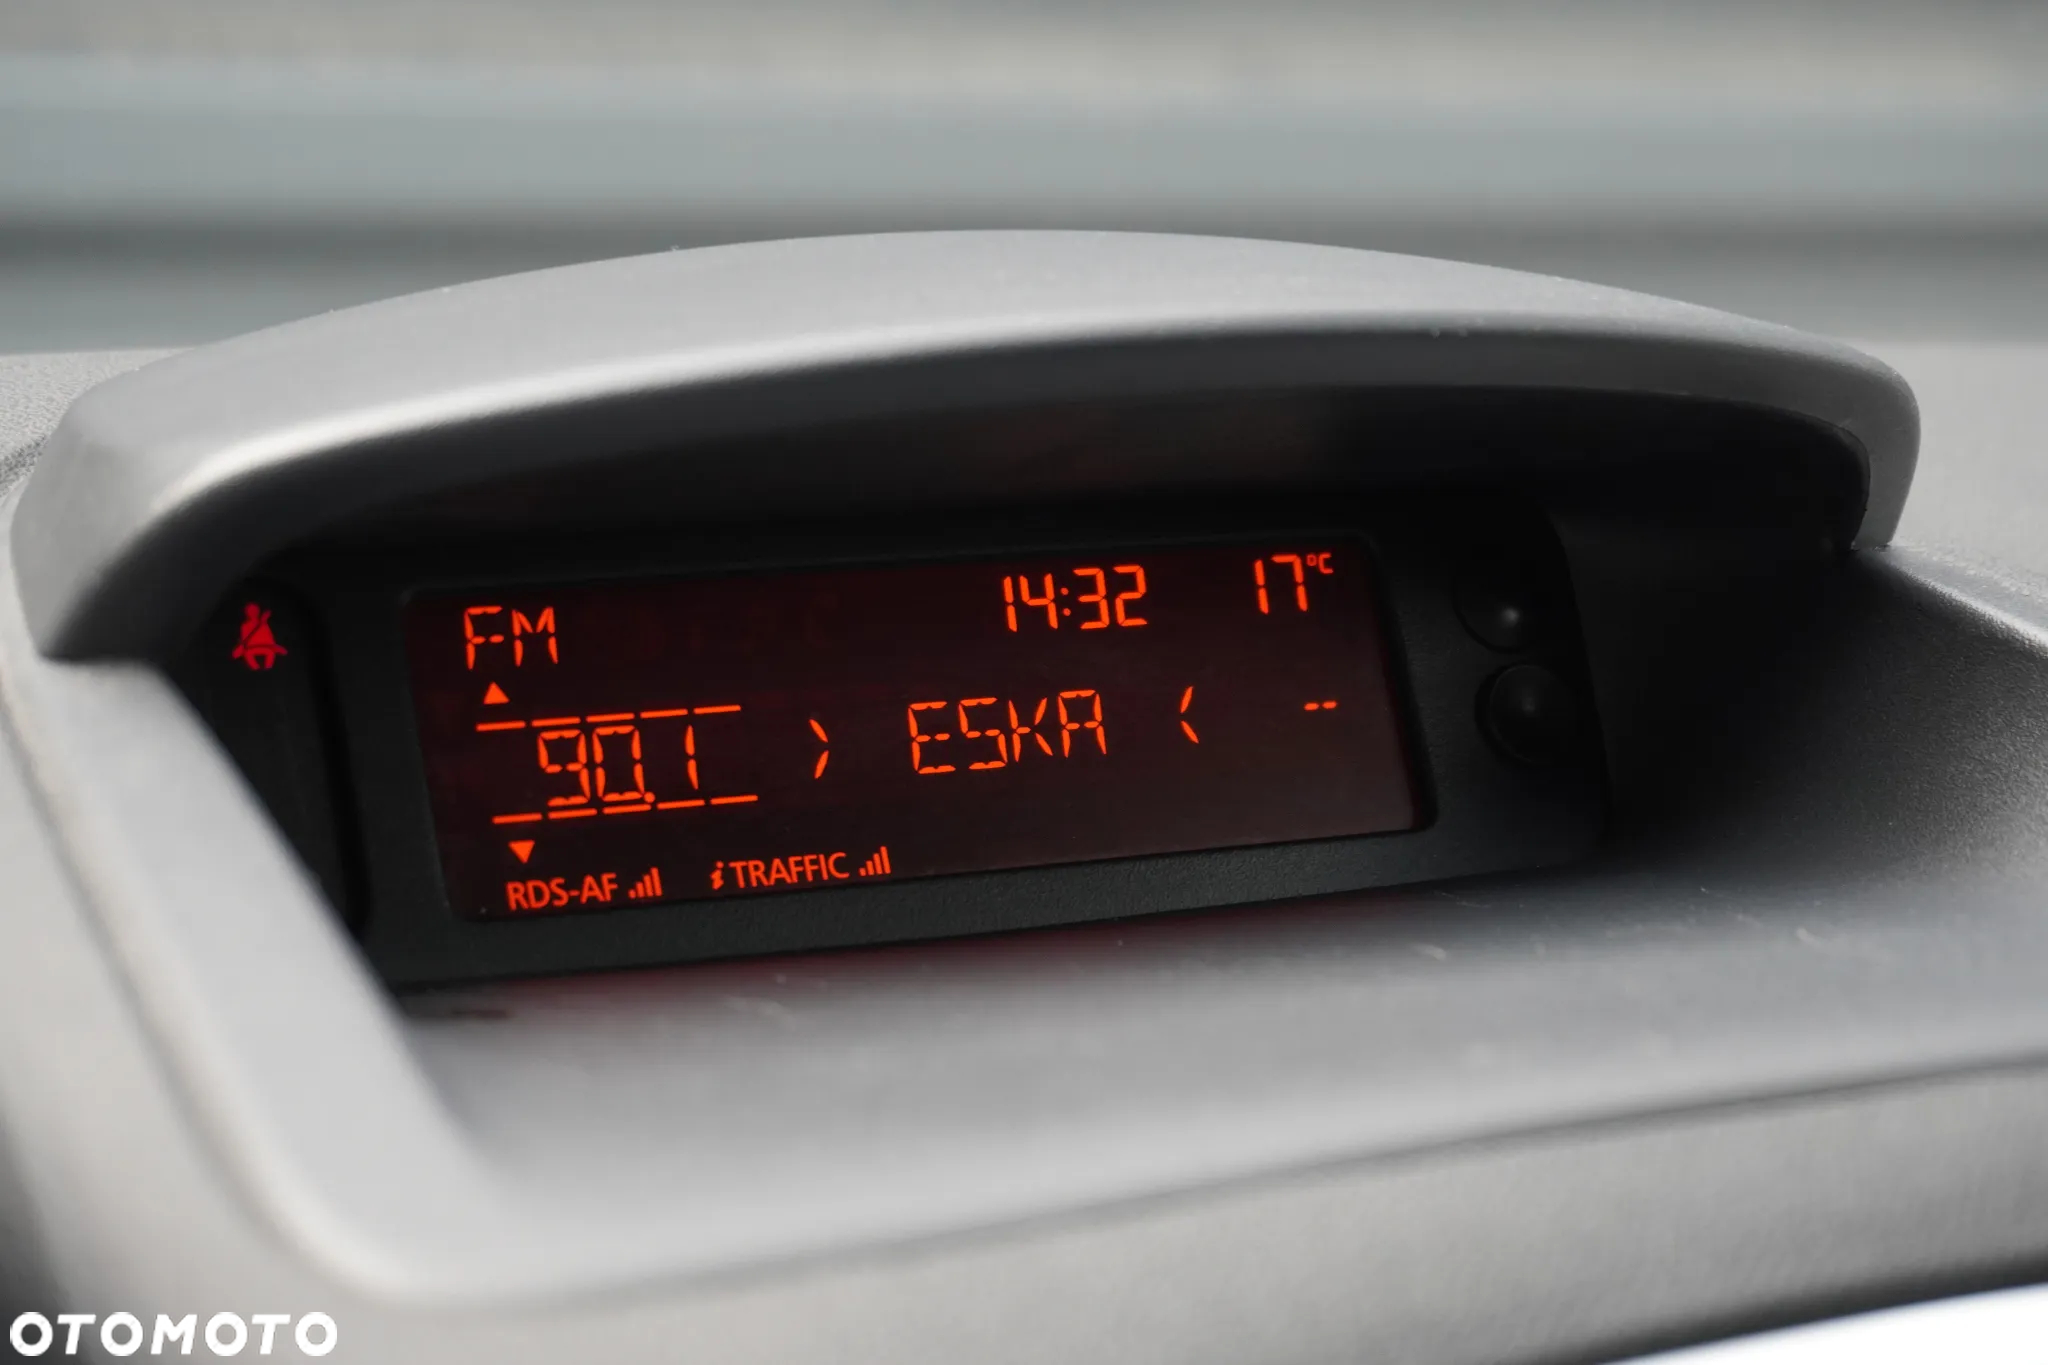 FM 14:32 17°C
90.1 > ESKA < --
RDS-AF i TRAFFIC
OTOMOTO